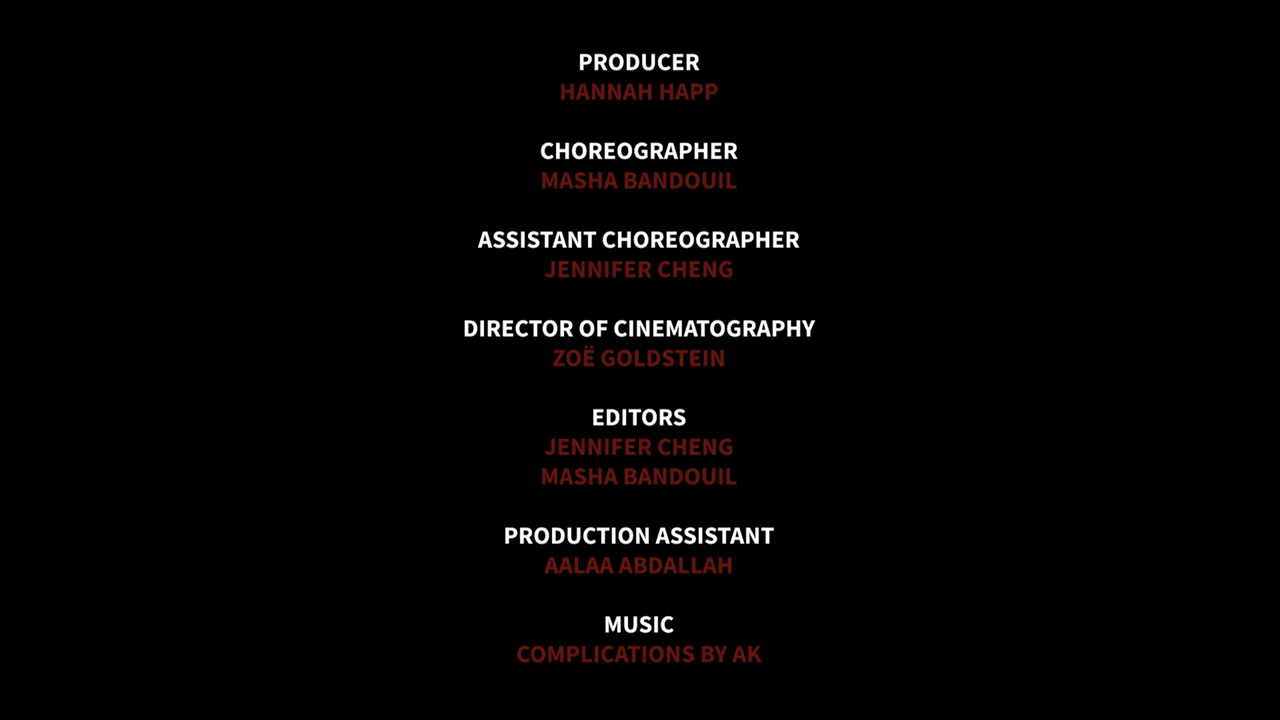 PRODUCER
HANNAH HAPP
CHOREOGRAPHER
MASHA BANDOUIL
ASSISTANT CHOREOGRAPHER
JENNIFER CHENG
DIRECTOR OF CINEMATOGRAPHY
ZOË GOLDSTEIN
EDITORS
JENNIFER CHENG
MASHA BANDOUIL
PRODUCTION ASSISTANT
AALAA ABDALLAH
MUSIC
COMPLICATIONS BY AK